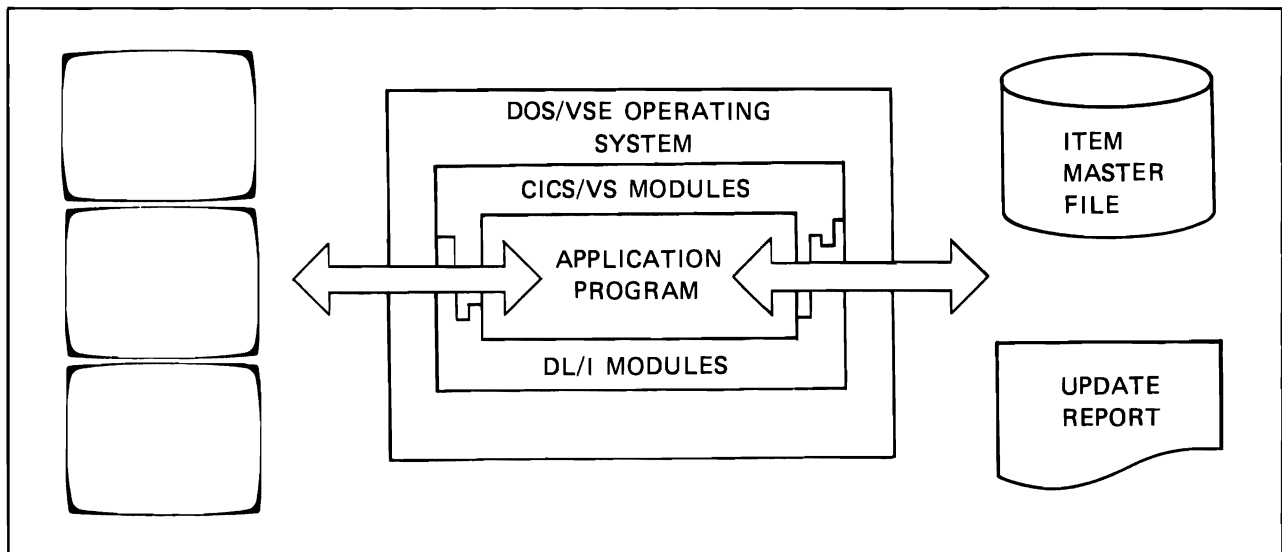 DOS/VSE OPERATING
SYSTEM
CICS/VS MODULES
APPLICATION
PROGRAM
DL/I MODULES
ITEM
MASTER
FILE
UPDATE
REPORT